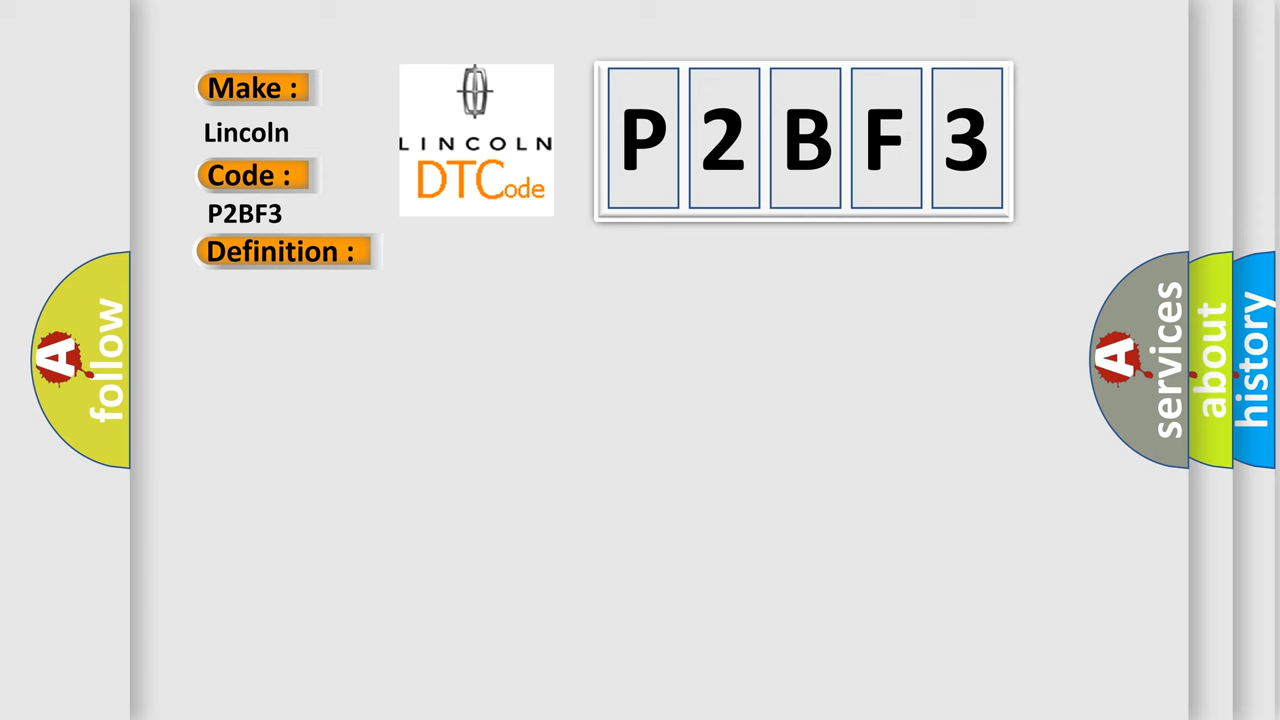 Make :
Lincoln
Code :
P2BF3
Definition :
LINCOLN
DTCode
P 2 B F 3
A follow
A services
about
history